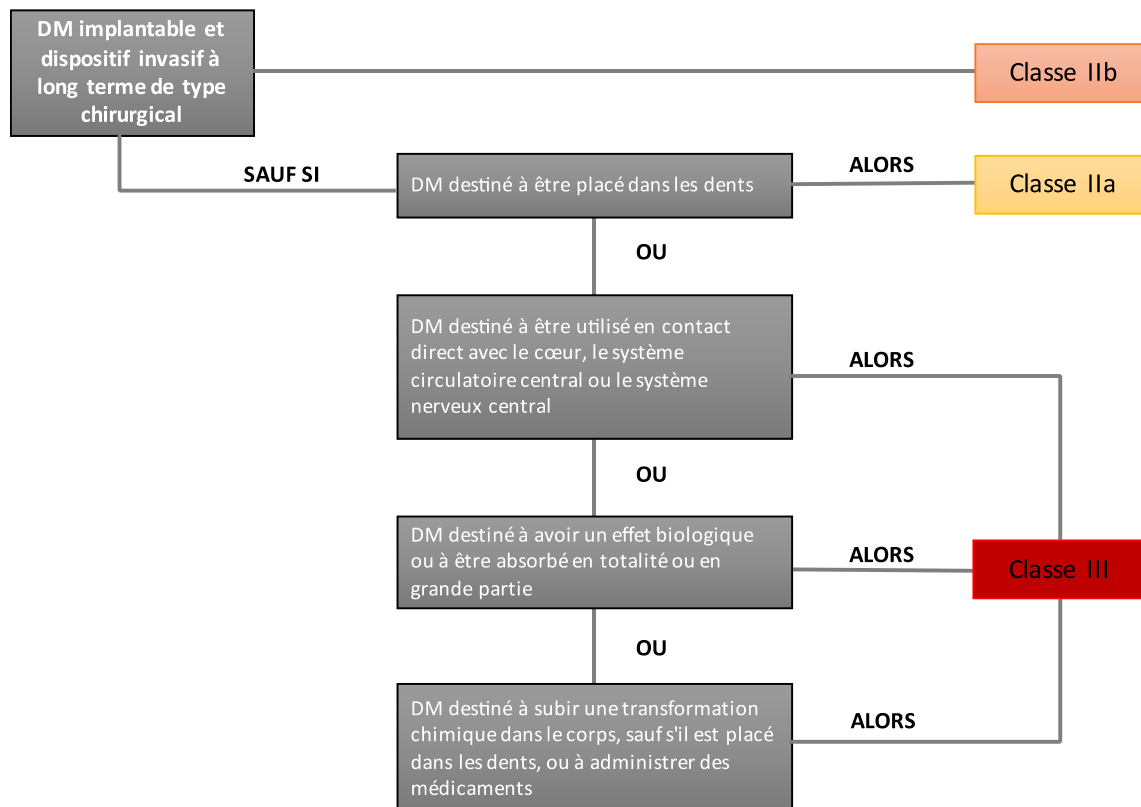 DM implantable et
dispositif invasif à
long terme de type
chirurgical
Classe IIb
SAUF SI
DM destiné à être placé dans les dents
ALORS
Classe IIa
OU
DM destiné à être utilisé en contact
direct avec le cœur, le système
circulatoire central ou le système
nerveux central
ALORS
OU
DM destiné à avoir un effet biologique
ou à être absorbé en totalité ou en
grande partie
ALORS
Classe III
OU
DM destiné à subir une transformation
chimique dans le corps, sauf s'il est placé
dans les dents, ou à administrer des
médicaments
ALORS